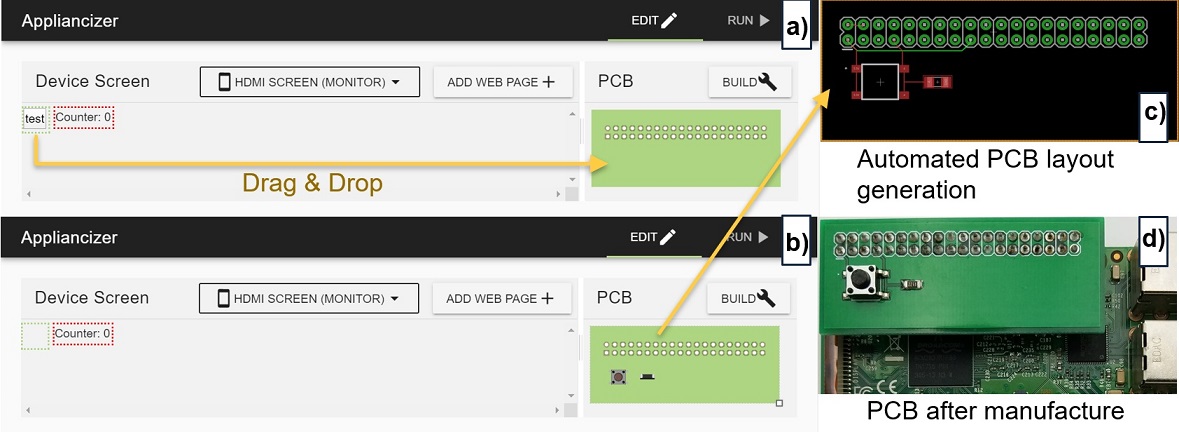 Appliancizer
EDIT
RUN
a)
Device Screen
HDMI SCREEN (MONITOR)
ADD WEB PAGE
PCB
BUILD
test
Counter: 0
Drag & Drop
c)
Automated PCB layout
generation
Appliancizer
EDIT
RUN
b)
Device Screen
HDMI SCREEN (MONITOR)
ADD WEB PAGE
PCB
BUILD
Counter: 0
d)
PCB after manufacture